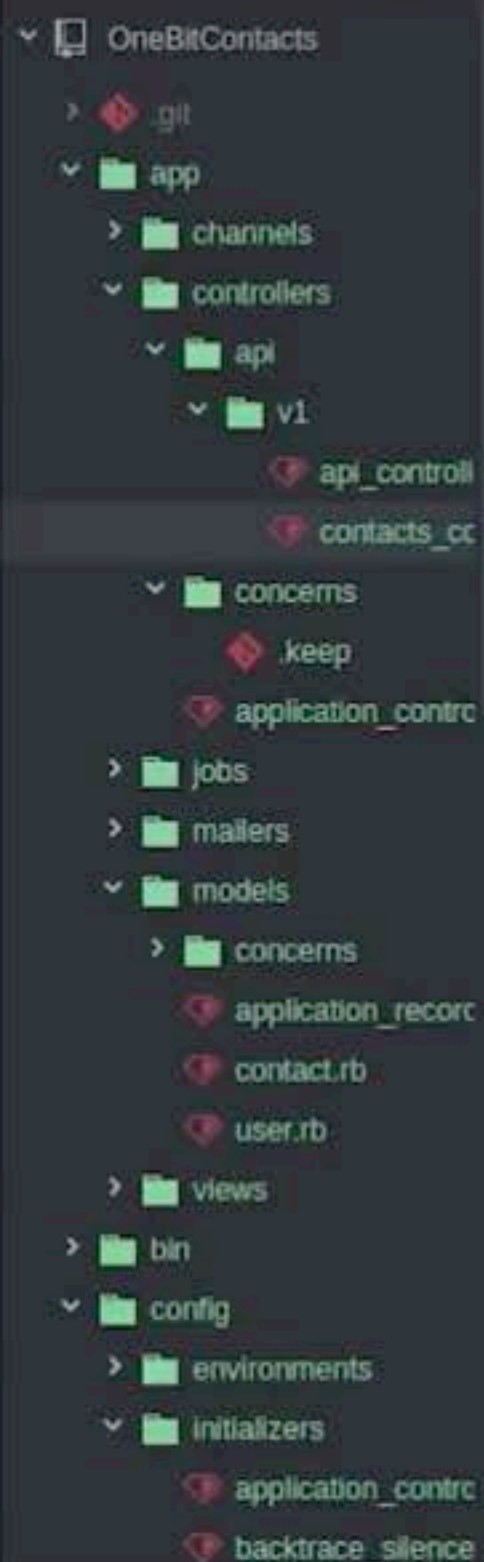 OneBitContacts
.git
app
channels
controllers
api
v1
api_controll
contacts_cc
concerns
.keep
application_contrc
jobs
mailers
models
concerns
application_recorc
contact.rb
user.rb
views
bin
config
environments
initializers
application_contrc
backtrace_silence